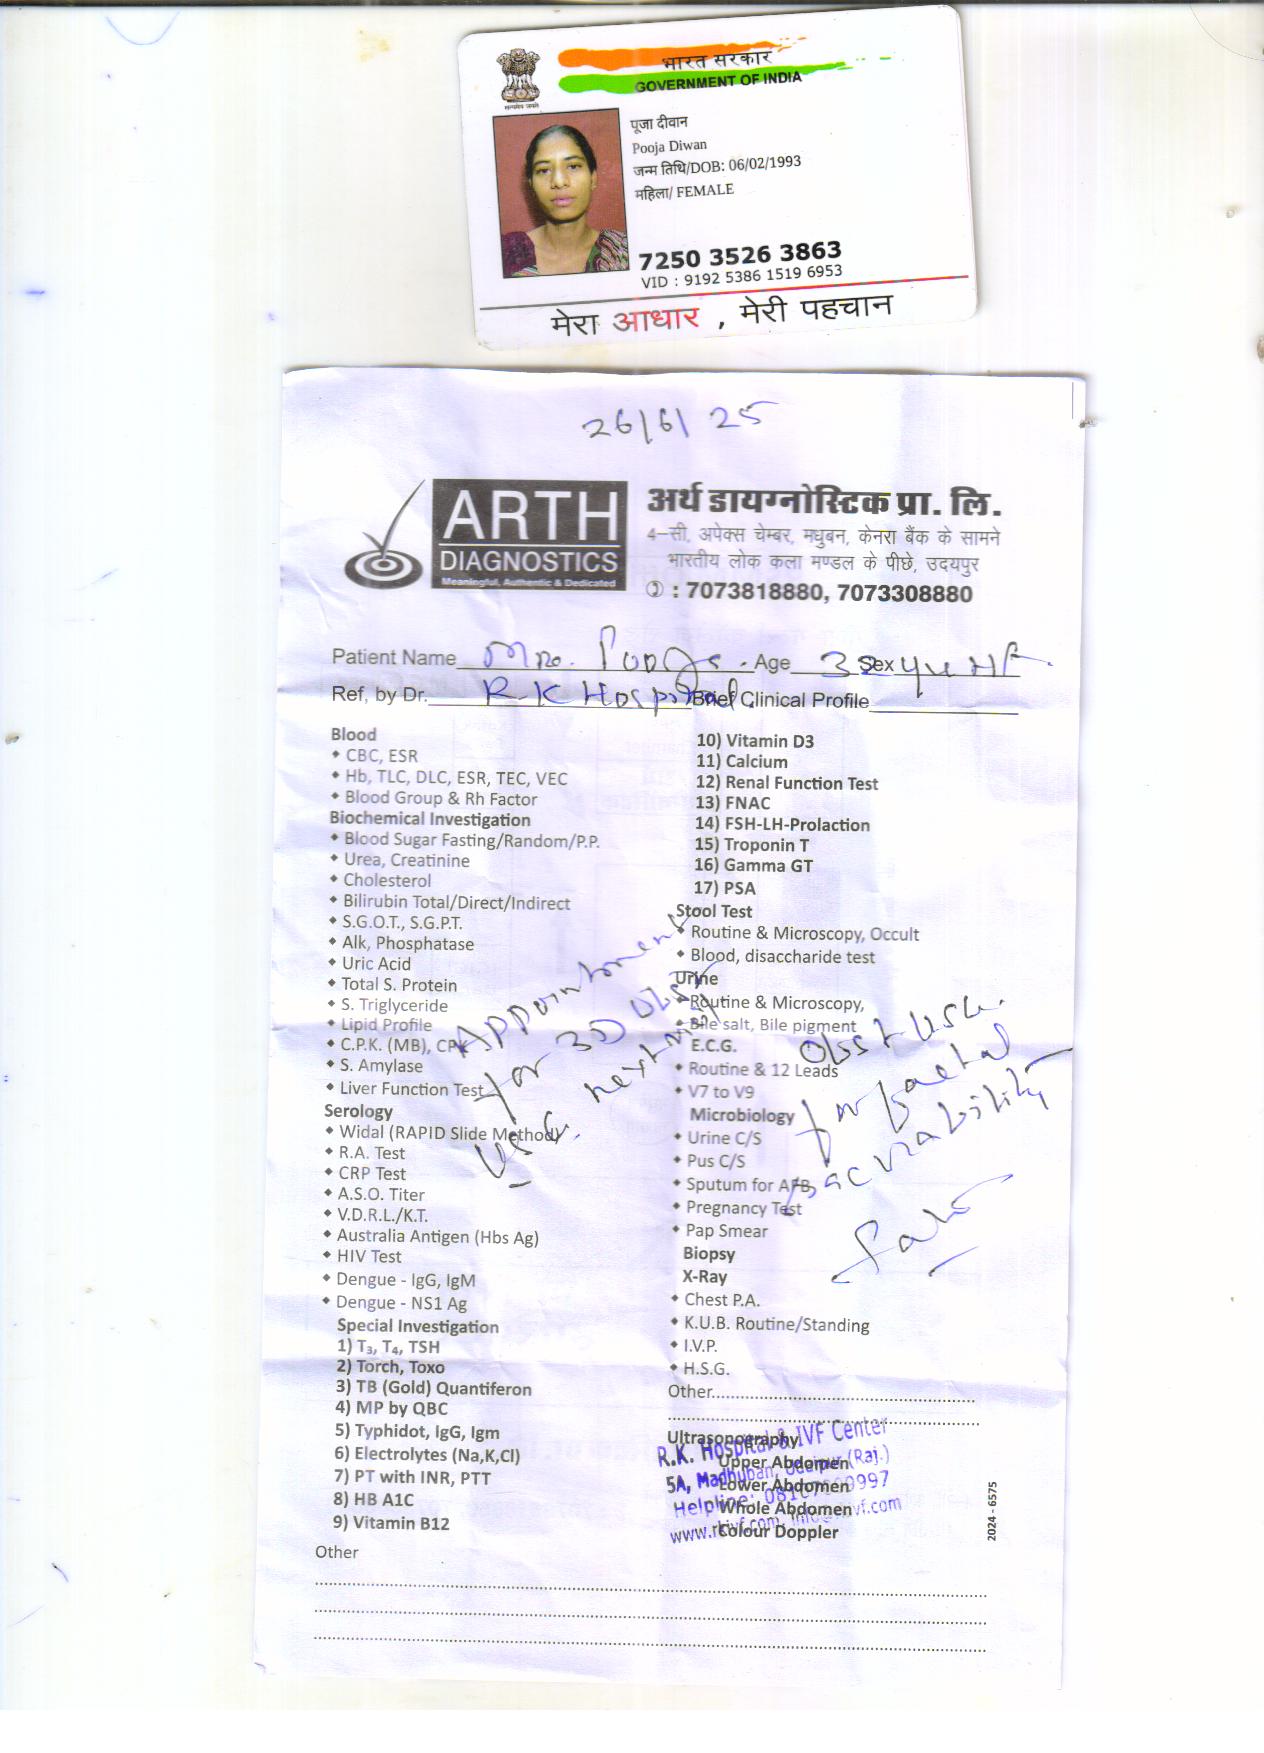 भारत सरकार
GOVERNMENT OF INDIA
सत्यमेव जयते
पूजा दीवान
Pooja Diwan
जन्म तिथि/DOB: 06/02/1993
महिला/ FEMALE
7250 3526 3863
VID : 9192 5386 1519 6953
मेरा आधार , मेरी पहचान
26/6/25
ARTH
DIAGNOSTICS
Meaningful, Authentic & Dedicated
अर्थ डायग्नोस्टिक प्रा. लि.
4-सी, अपेक्स चेम्बर, मधुबन, केनरा बैंक के सामने
भारतीय लोक कला मण्डल के पीछे, उदयपुर
: 7073818880, 7073308880
Patient Name Mrs. Pooja . Age 32 Sex yr F
Ref, by Dr. R K Hospital Brief Clinical Profile
Blood
CBC, ESR
Hb, TLC, DLC, ESR, TEC, VEC
Blood Group & Rh Factor
Biochemical Investigation
Blood Sugar Fasting/Random/P.P.
Urea, Creatinine
Cholesterol
Bilirubin Total/Direct/Indirect
S.G.O.T., S.G.P.T.
Alk, Phosphatase
Uric Acid
Total S. Protein
S. Triglyceride
Lipid Profile
C.P.K. (MB), CPK
S. Amylase
Liver Function Test
Serology
Widal (RAPID Slide Method)
R.A. Test
CRP Test
A.S.O. Titer
V.D.R.L./K.T.
Australia Antigen (Hbs Ag)
HIV Test
Dengue - IgG, IgM
Dengue - NS1 Ag
Special Investigation
1) T3, T4, TSH
2) Torch, Toxo
3) TB (Gold) Quantiferon
4) MP by QBC
5) Typhidot, IgG, Igm
6) Electrolytes (Na,K,Cl)
7) PT with INR, PTT
8) HB A1C
9) Vitamin B12
Other
10) Vitamin D3
11) Calcium
12) Renal Function Test
13) FNAC
14) FSH-LH-Prolaction
15) Troponin T
16) Gamma GT
17) PSA
Stool Test
Routine & Microscopy, Occult
Blood, disaccharide test
Urine
Routine & Microscopy,
Bile salt, Bile pigment
E.C.G.
Routine & 12 Leads
V7 to V9
Microbiology
Urine C/S
Pus C/S
Sputum for AFB
Pregnancy Test
Pap Smear
Biopsy
X-Ray
Chest P.A.
K.U.B. Routine/Standing
I.V.P.
H.S.G.
Other
Ultrasonography
Upper Abdomen
Lower Abdomen
Whole Abdomen
Colour Doppler
Appointment
for 3D Obst
USG next
Obst USG
for foetal
viability
R.K. Hospital & IVF Center
5A, Madhuban, Udaipur (Raj.)
Helpline:
2024 - 6575